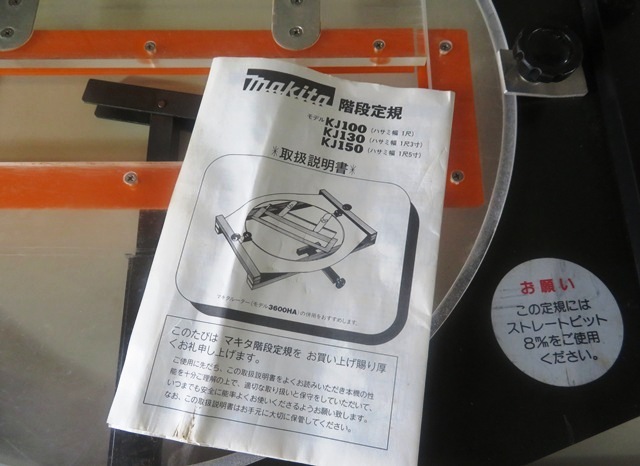 makita 階段定規
モデル KJ100 (ハサミ幅 1尺)
KJ130 (ハサミ幅 1尺3寸)
KJ150 (ハサミ幅 1尺5寸)
※取扱説明書※
マキタルーター(モデル3600HA)の併用をおすすめします。
このたびは マキタ階段定規を お買い上げ賜り厚
くお礼申し上げます。
ご使用に先だち、この取扱説明書をよくお読みいただき本機の性
能を十分ご理解の上で、適切な取り扱いと保守をしていただいて、
いつまでも安全に能率よくお使いくださるようお願い致します。
なお、この取扱説明書はお手元に大切に保管してください。
お願い
この定規には
ストレートビット
8㎜をご使用
ください。